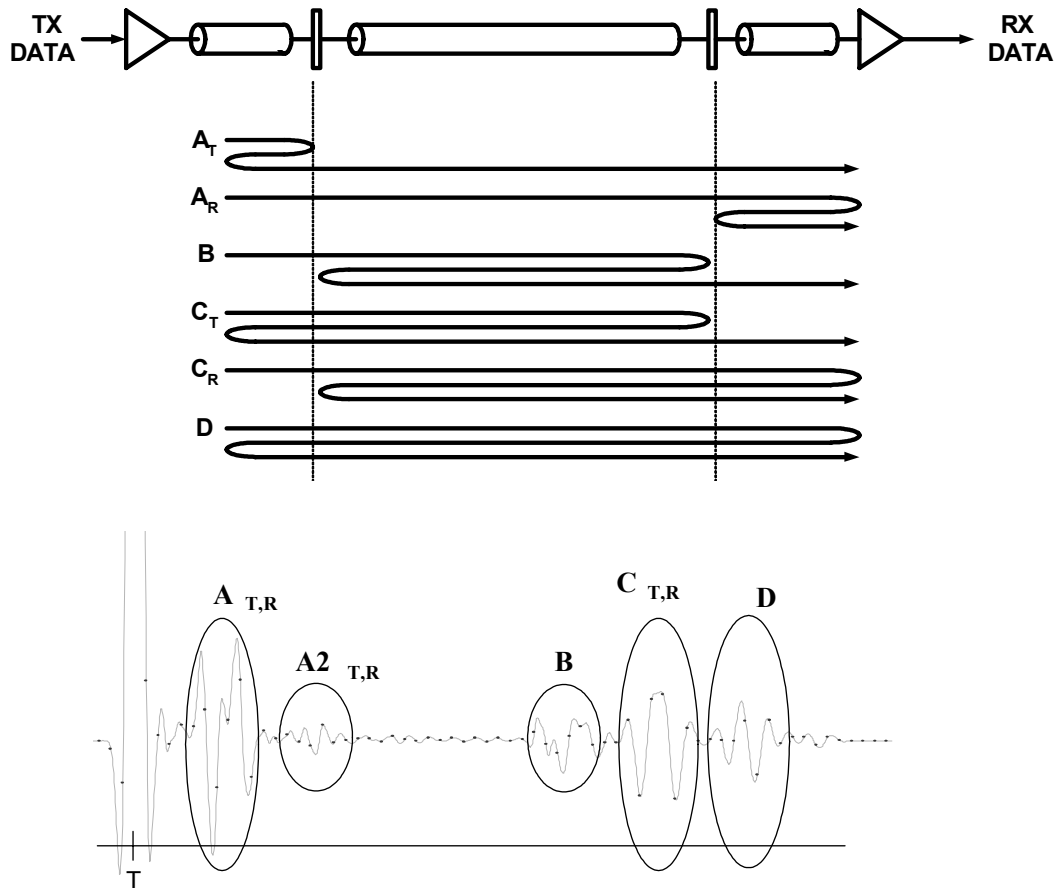 TX DATA
RX DATA
A_T
A_R
B
C_T
C_R
D
A T,R
A2 T,R
B
C T,R
D
T